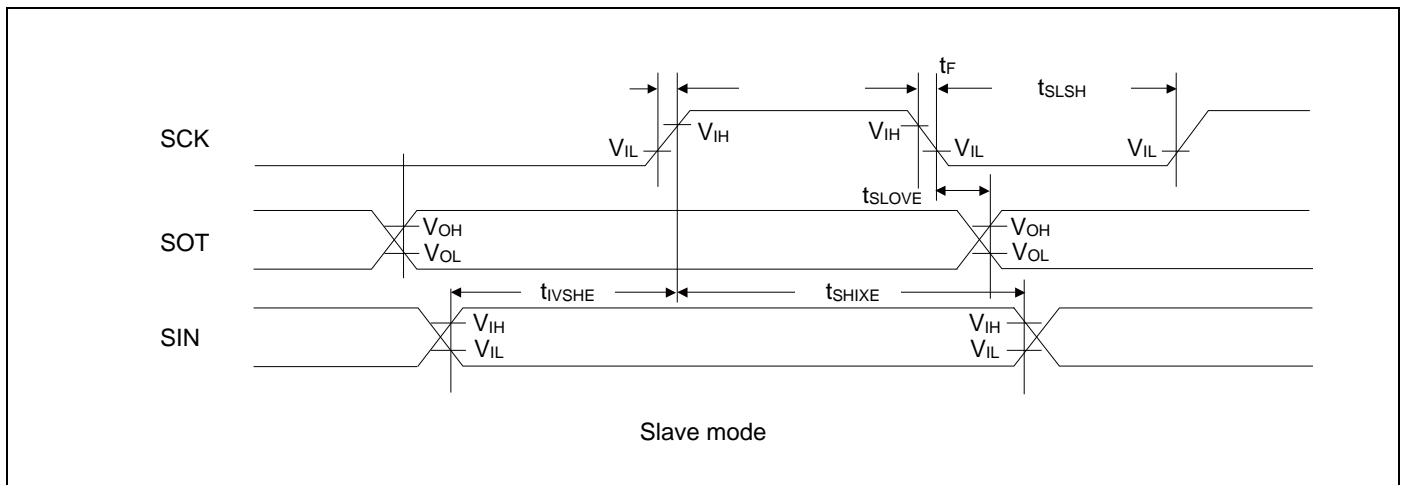 tF
tSLSH
SCK
VIL
VIH
VIH
VIL
VIL
tSLOVE
SOT
VOH
VOL
VOH
VOL
tIVSHE
tSHIXE
SIN
VIH
VIL
VIH
VIL
Slave mode